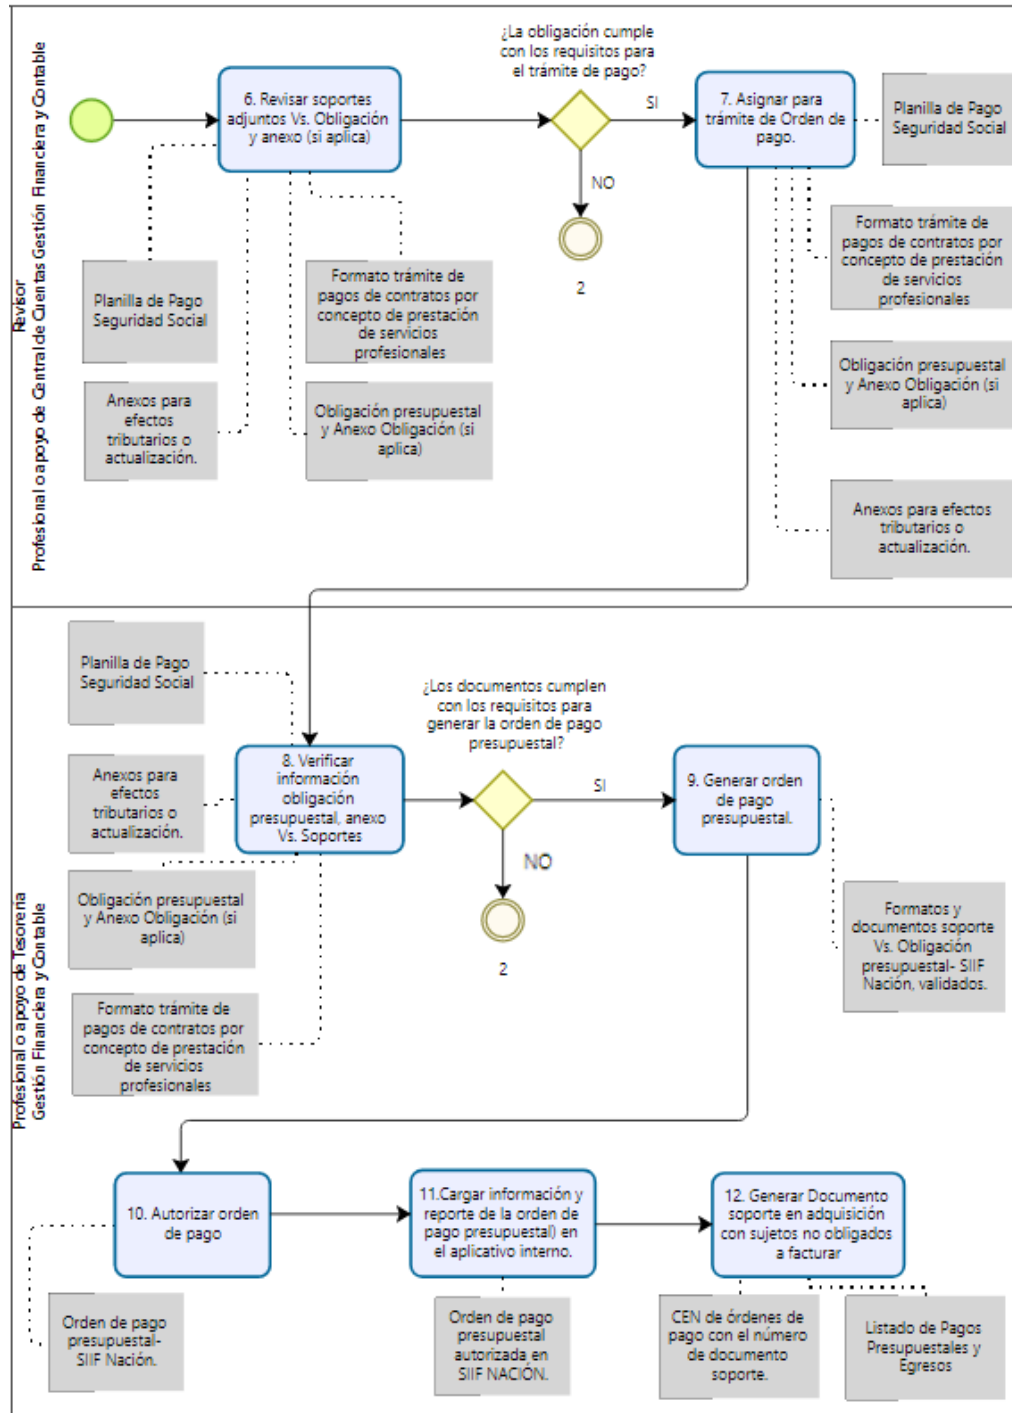 Revisor
Profesional o apoyo de Central de Cuentas Gestión Financiera y Contable
¿La obligación cumple
con los requisitos para
el trámite de pago?
6. Revisar soportes
adjuntos Vs. Obligación
y anexo (si aplica)
SI
7. Asignar para
trámite de Orden de
pago.
Planilla de Pago
Seguridad Social
NO
2
Formato trámite de
pagos de contratos por
concepto de prestación
de servicios
profesionales
Planilla de Pago
Seguridad Social
Formato trámite de
pagos de contratos por
concepto de prestación
de servicios
profesionales
Obligación presupuestal
y Anexo Obligación (si
aplica)
Anexos para
efectos
tributarios o
actualización.
Obligación presupuestal
y Anexo Obligación (si
aplica)
Anexos para efectos
tributarios o
actualización.
Profesional o apoyo de Tesorería
Gestión Financiera y Contable
Planilla de Pago
Seguridad Social
¿Los documentos cumplen
con los requisitos para
generar la orden de pago
presupuestal?
Anexos para
efectos
tributarios o
actualización.
8. Verificar
información
obligación
presupuestal, anexo
Vs. Soportes
SI
9. Generar orden
de pago
presupuestal.
NO
2
Obligación presupuestal
y Anexo Obligación (si
aplica)
Formatos y
documentos soporte
Vs. Obligación
presupuestal- SIIF
Nación, validados.
Formato trámite de
pagos de contratos por
concepto de prestación
de servicios
profesionales
10. Autorizar orden
de pago
11.Cargar información y
reporte de la orden de
pago presupuestal) en
el aplicativo interno.
12. Generar Documento
soporte en adquisición
con sujetos no obligados
a facturar
Orden de pago
presupuestal-
SIIF Nación.
Orden de pago
presupuestal
autorizada en
SIIF NACIÓN.
CEN de órdenes de
pago con el número
de documento
soporte.
Listado de Pagos
Presupuestales y
Egresos